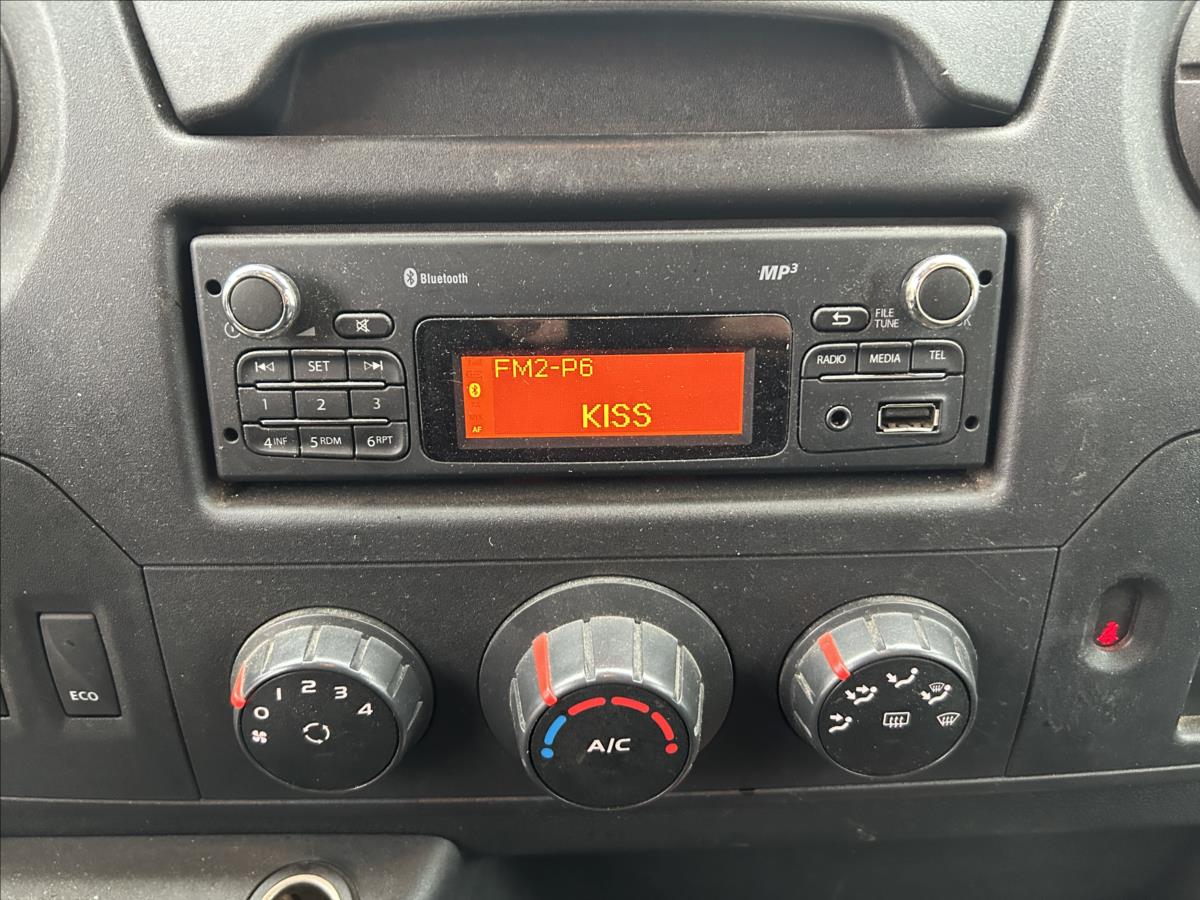 Bluetooth
MP3
FILE
TUNE
SET
1 2 3
4 INF 5 RDM 6 RPT
FM2-P6
KISS
AF
RADIO MEDIA TEL
ECO
0 1 2 3 4
A/C